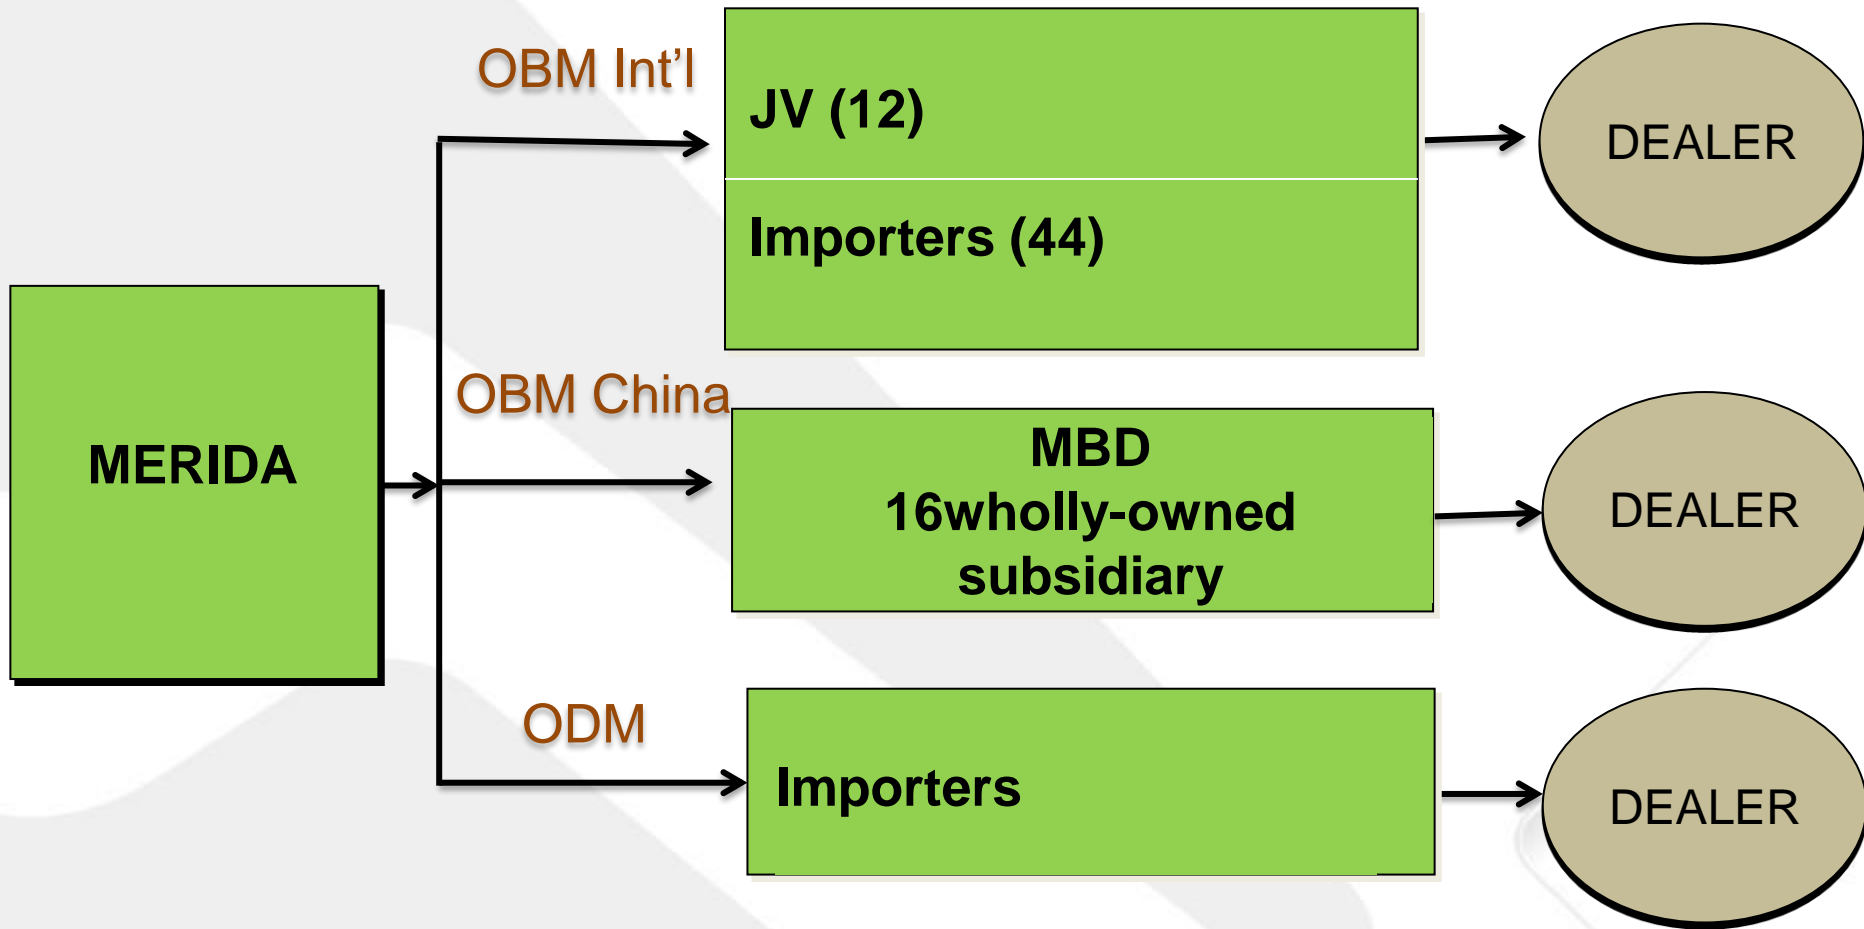 OBM Int’l
JV (12)
Importers (44)
DEALER
MERIDA
OBM China
MBD
16wholly-owned
subsidiary
DEALER
ODM
Importers
DEALER